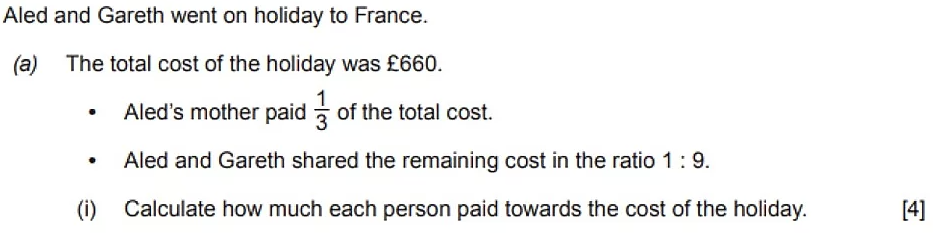 Aled and Gareth went on holiday to France.
(a) The total cost of the holiday was £660.
• Aled's mother paid 1/3 of the total cost.
• Aled and Gareth shared the remaining cost in the ratio 1 : 9.
(i) Calculate how much each person paid towards the cost of the holiday. [4]